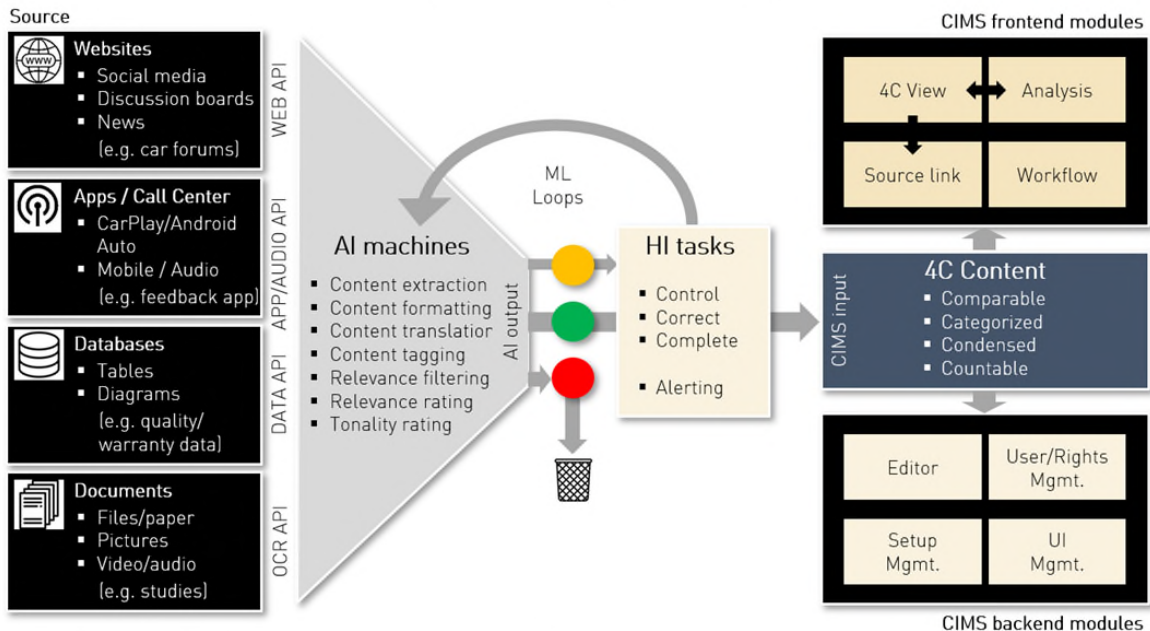 Source
Websites
▪ Social media
▪ Discussion boards
▪ News
(e.g. car forums)
WEB API
Apps / Call Center
▪ CarPlay/Android
Auto
▪ Mobile / Audio
(e.g. feedback app)
APP/AUDIO API
Databases
▪ Tables
▪ Diagrams
(e.g. quality/
warranty data)
DATA API
Documents
▪ Files/paper
▪ Pictures
▪ Video/audio
(e.g. studies)
OCR API
WWW
AI machines
▪ Content extraction
▪ Content formatting
▪ Content translation
▪ Content tagging
▪ Relevance filtering
▪ Relevance rating
▪ Tonality rating
AI output
ML
Loops
HI tasks
▪ Control
▪ Correct
▪ Complete
▪ Alerting
CIMS frontend modules
4C View
Analysis
Source link
Workflow
CIMS input
4C Content
▪ Comparable
▪ Categorized
▪ Condensed
▪ Countable
Editor
User/Rights
Mgmt.
Setup
Mgmt.
UI
Mgmt.
CIMS backend modules